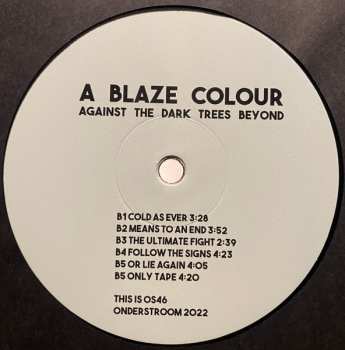 A BLAZE COLOUR
AGAINST THE DARK TREES BEYOND
B1 COLD AS EVER 3:28
B2 MEANS TO AN END 3:52
B3 THE ULTIMATE FIGHT 2:39
B4 FOLLOW THE SIGNS 4:23
B5 OR LIE AGAIN 4:05
B5 ONLY TAPE 4:20
THIS IS OS46
ONDERSTROOM 2022